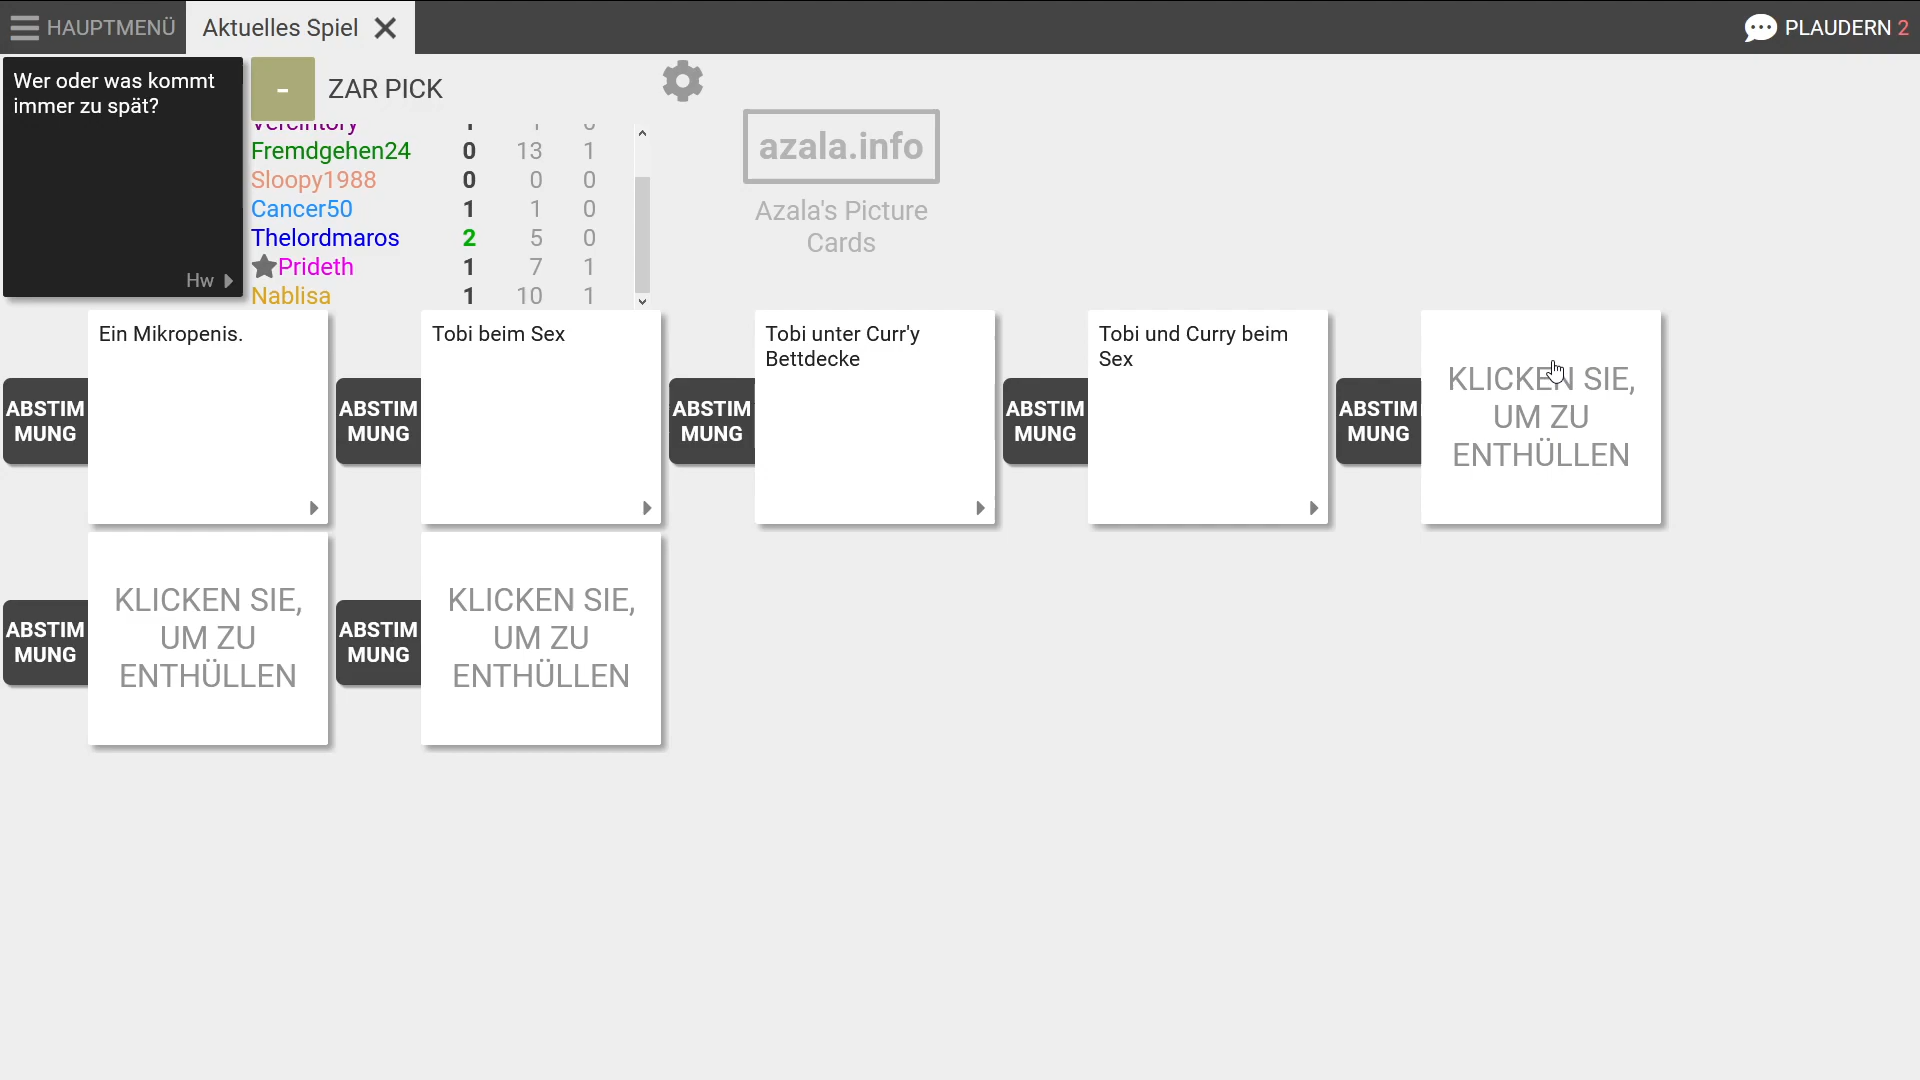 HAUPTMENÜ
Aktuelles Spiel
PLAUDERN 2
Wer oder was kommt
immer zu spät?
Hw
-
ZAR PICK
Fremdgehen24 0 13 1
Sloopy1988 0 0 0
Cancer50 1 1 0
Thelordmaros 2 5 0
Prideth 1 7 1
Nablisa 1 10 1
azala.info
Azala's Picture
Cards
ABSTIM
MUNG
Ein Mikropenis.
ABSTIM
MUNG
Tobi beim Sex
ABSTIM
MUNG
Tobi unter Curr'y
Bettdecke
ABSTIM
MUNG
Tobi und Curry beim
Sex
ABSTIM
MUNG
KLICKEN SIE,
UM ZU
ENTHÜLLEN
ABSTIM
MUNG
KLICKEN SIE,
UM ZU
ENTHÜLLEN
ABSTIM
MUNG
KLICKEN SIE,
UM ZU
ENTHÜLLEN